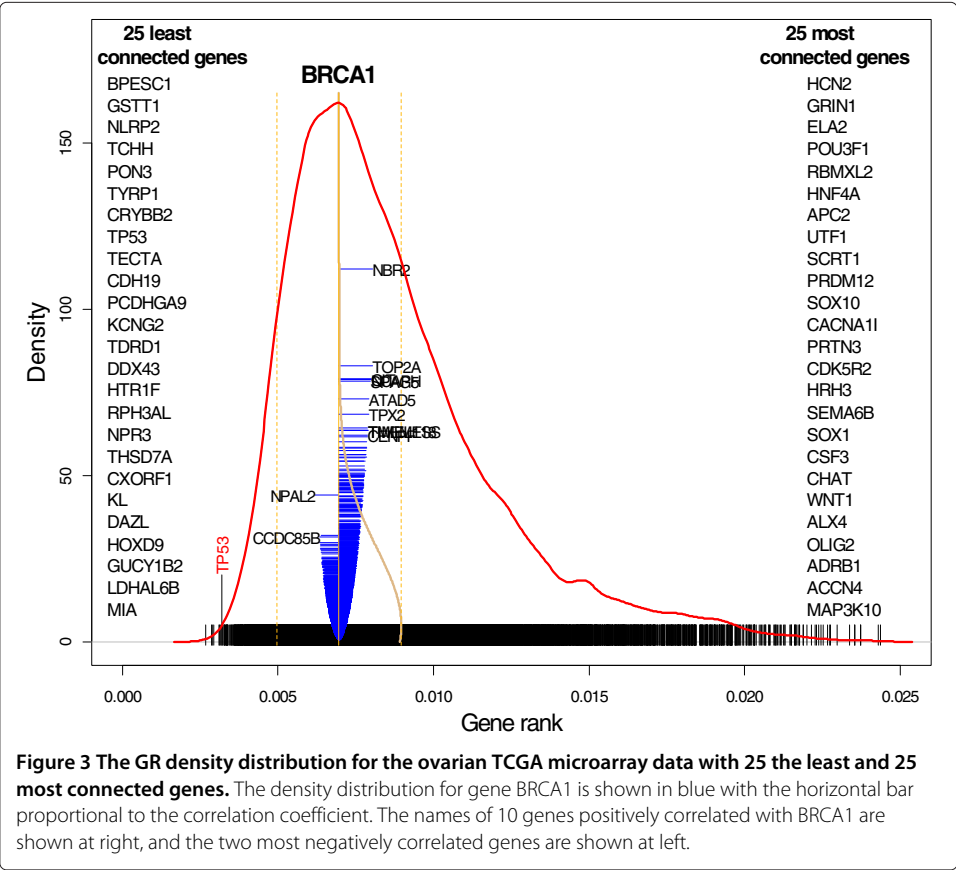 25 least
connected genes
BPESC1
GSTT1
NLRP2
TCHH
PON3
TYRP1
CRYBB2
TP53
TECTA
CDH19
PCDHGA9
KCNG2
TDRD1
DDX43
HTR1F
RPH3AL
NPR3
THSD7A
CXORF1
KL
DAZL
HOXD9
GUCY1B2
LDHAL6B
MIA
BRCA1
NBR2
TOP2A
ATAD5
TPX2
NPAL2
CCDC85B
TP53
25 most
connected genes
HCN2
GRIN1
ELA2
POU3F1
RBMXL2
HNF4A
APC2
UTF1
SCRT1
PRDM12
SOX10
CACNA1I
PRTN3
CDK5R2
HRH3
SEMA6B
SOX1
CSF3
CHAT
WNT1
ALX4
OLIG2
ADRB1
ACCN4
MAP3K10
Density
0
50
100
150
0.000
0.005
0.010
0.015
0.020
0.025
Gene rank
Figure 3 The GR density distribution for the ovarian TCGA microarray data with 25 the least and 25
most connected genes. The density distribution for gene BRCA1 is shown in blue with the horizontal bar
proportional to the correlation coefficient. The names of 10 genes positively correlated with BRCA1 are
shown at right, and the two most negatively correlated genes are shown at left.